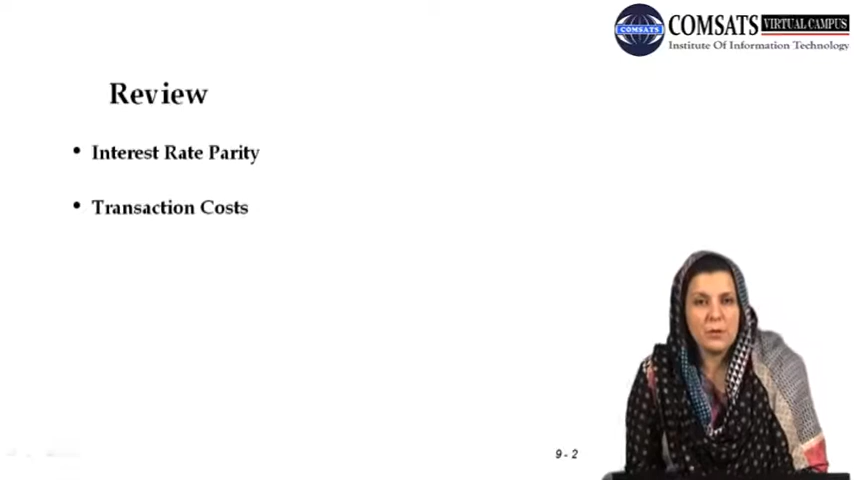 COMSATS VIRTUAL CAMPUS
COMSATS
Institute Of Information Technology
Review
• Interest Rate Parity
• Transaction Costs
9 - 2